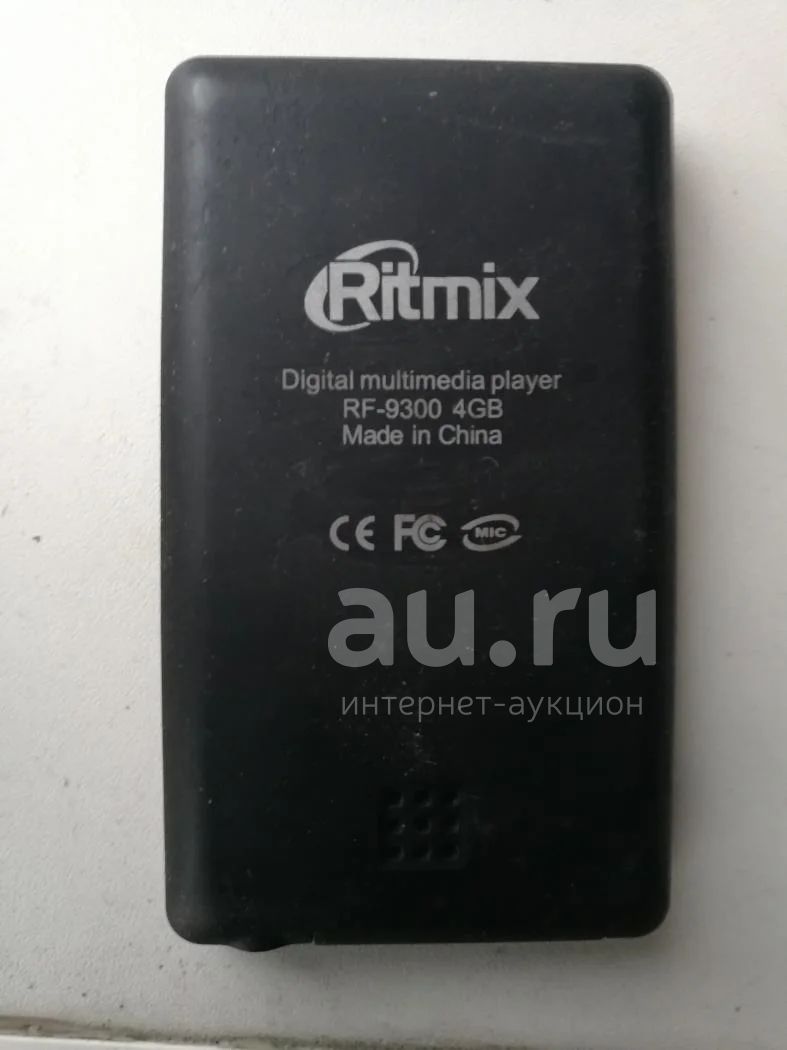 Ritmix
Digital multimedia player
RF-9300 4GB
Made in China
CE FC MIC
au.ru
интернет-аукцион